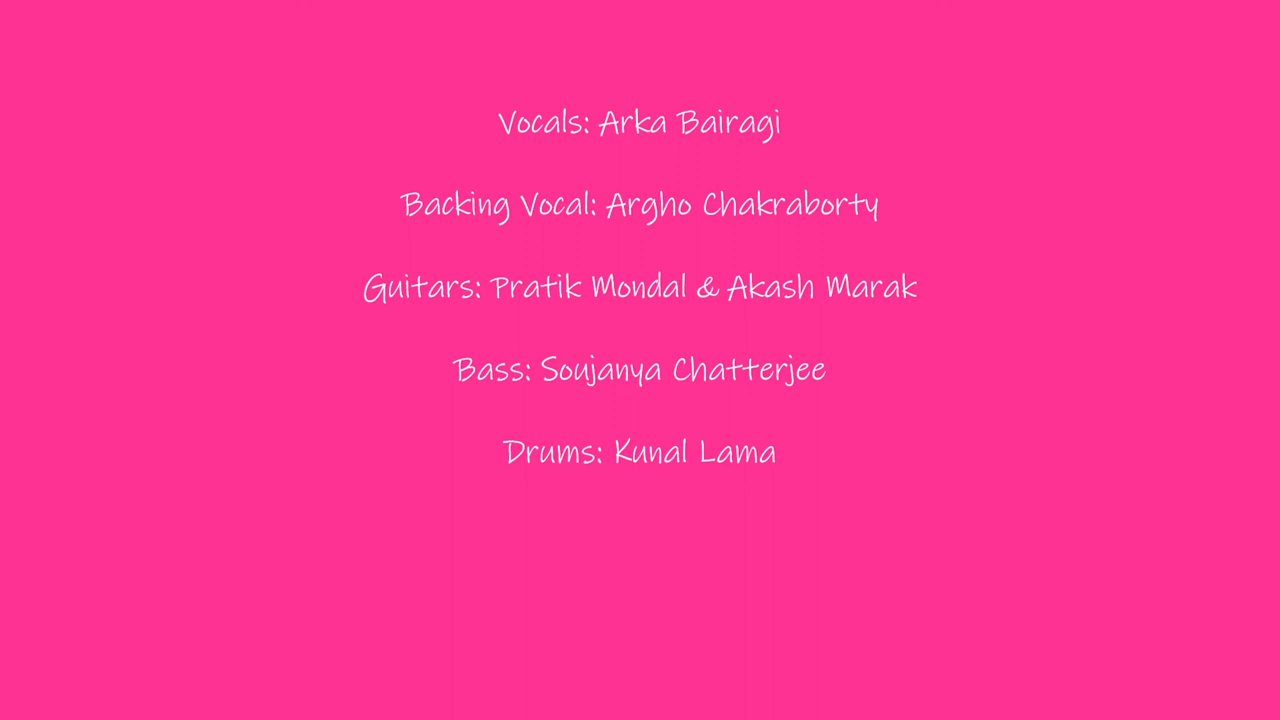 Vocals: Arka Bairagi
Backing Vocal: Argho Chakraborty
Guitars: Pratik Mondal & Akash Marak
Bass: Soujanya Chatterjee
Drums: Kunal Lama